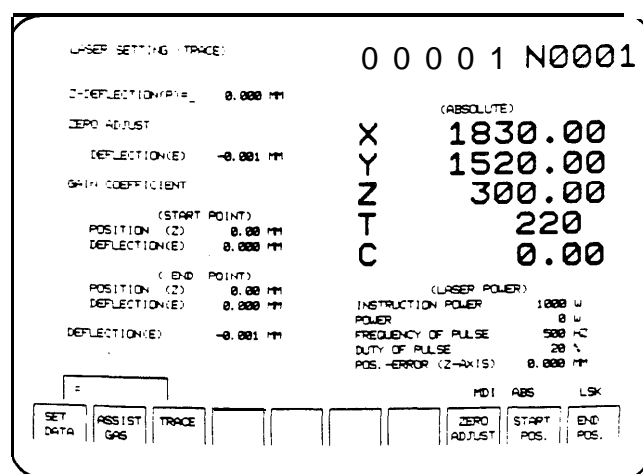 LASER SETTING (TRACE)
00001 N0001
Z-DEFLECTION(P)=_ 0.000 MM
ZERO ADJUST
DEFLECTION(E) -0.001 MM
GAIN COEFFICIENT
(START POINT)
POSITION (Z) 0.00 MM
DEFLECTION(E) 0.000 MM
( END POINT)
POSITION (Z) 0.00 MM
DEFLECTION(E) 0.000 MM
DEFLECTION(E) -0.001 MM
(ABSOLUTE)
X 1830.00
Y 1520.00
Z 300.00
T 220
C 0.00
(LASER POWER)
INSTRUCTION POWER 1000 W
POWER 0 W
FREQUENCY OF PULSE 500 HZ
DUTY OF PULSE 20 %
POS.-ERROR (Z-AXIS) 0.000 MM
=
MDI ABS LSK
SET DATA
ASSIST GAS
TRACE
ZERO ADJUST
START POS.
END POS.